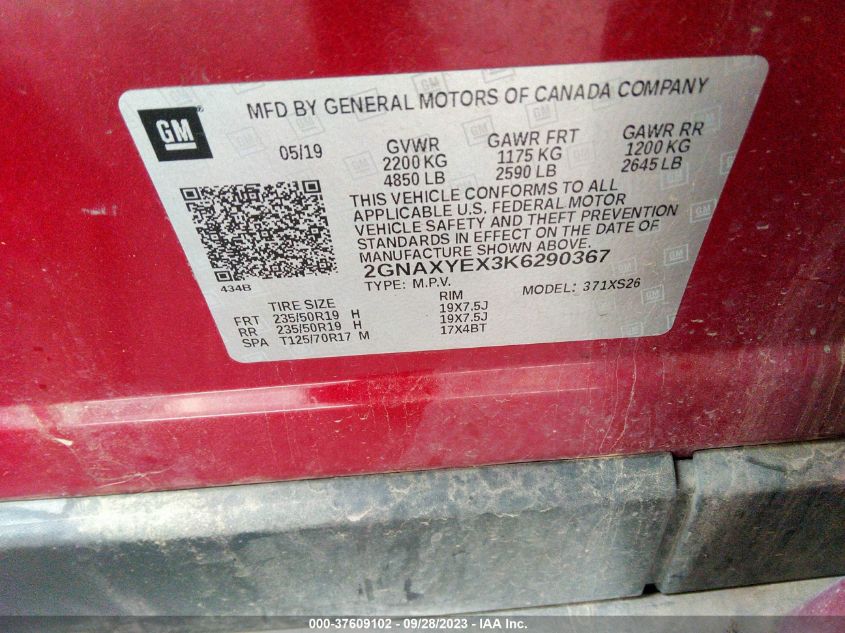 GM
MFD BY GENERAL MOTORS OF CANADA COMPANY
05/19 GVWR GAWR FRT GAWR RR
2200 KG 1175 KG 1200 KG
4850 LB 2590 LB 2645 LB
THIS VEHICLE CONFORMS TO ALL
APPLICABLE U.S. FEDERAL MOTOR
VEHICLE SAFETY AND THEFT PREVENTION
STANDARDS IN EFFECT ON THE DATE OF
MANUFACTURE SHOWN ABOVE.
434B
2GNAXYEX3K6290367
TYPE: M.P.V. MODEL: 371XS26
TIRE SIZE RIM
FRT 235/50R19 H 19X7.5J
RR 235/50R19 H 19X7.5J
SPA T125/70R17 M 17X4BT
000-37609102 - 09/28/2023 - IAA Inc.